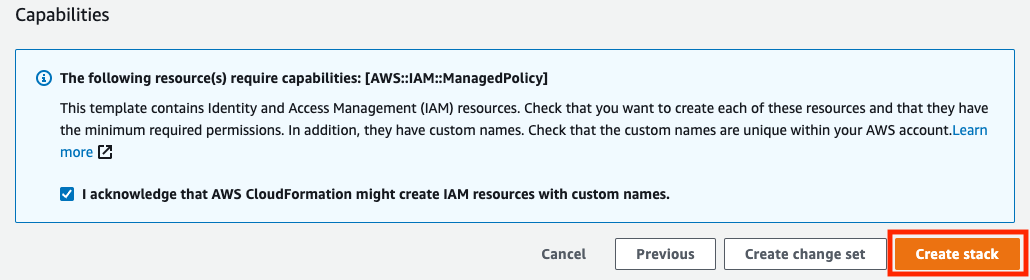 Capabilities
The following resource(s) require capabilities: [AWS::IAM::ManagedPolicy]
This template contains Identity and Access Management (IAM) resources. Check that you want to create each of these resources and that they have
the minimum required permissions. In addition, they have custom names. Check that the custom names are unique within your AWS account.Learn
more
I acknowledge that AWS CloudFormation might create IAM resources with custom names.
Cancel Previous Create change set Create stack